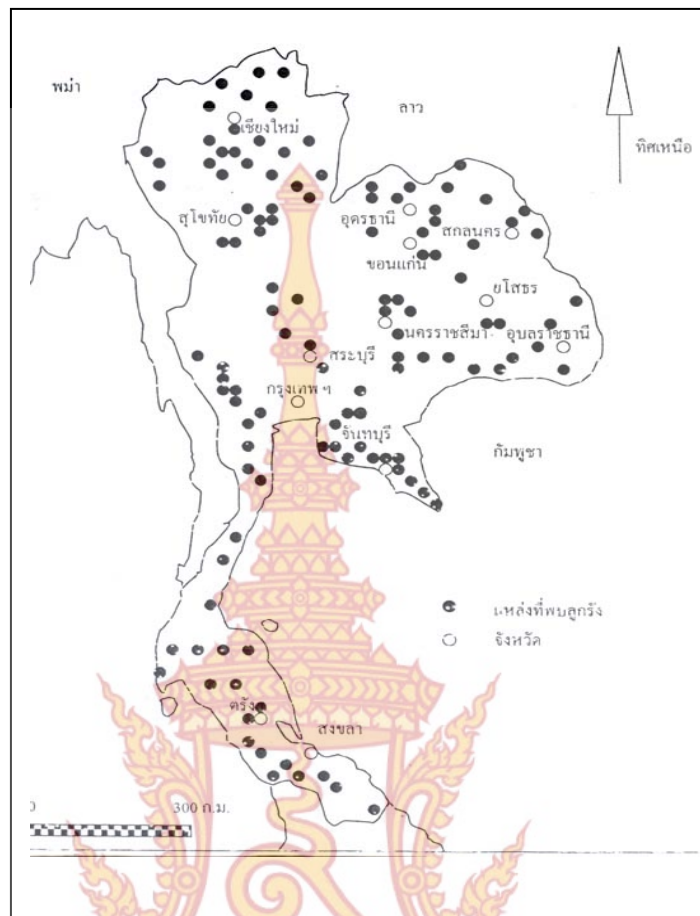 พม่า
ลาว
ทิศเหนือ
เชียงใหม่
สุโขทัย
อุดรธานี
สกลนคร
ขอนแก่น
ยโสธร
นครราชสีมา
อุบลราชธานี
สระบุรี
กรุงเทพฯ
จันทบุรี
กัมพูชา
แหล่งที่พบลูกรัง
จังหวัด
ตรัง
สงขลา
0 300 ก.ม.